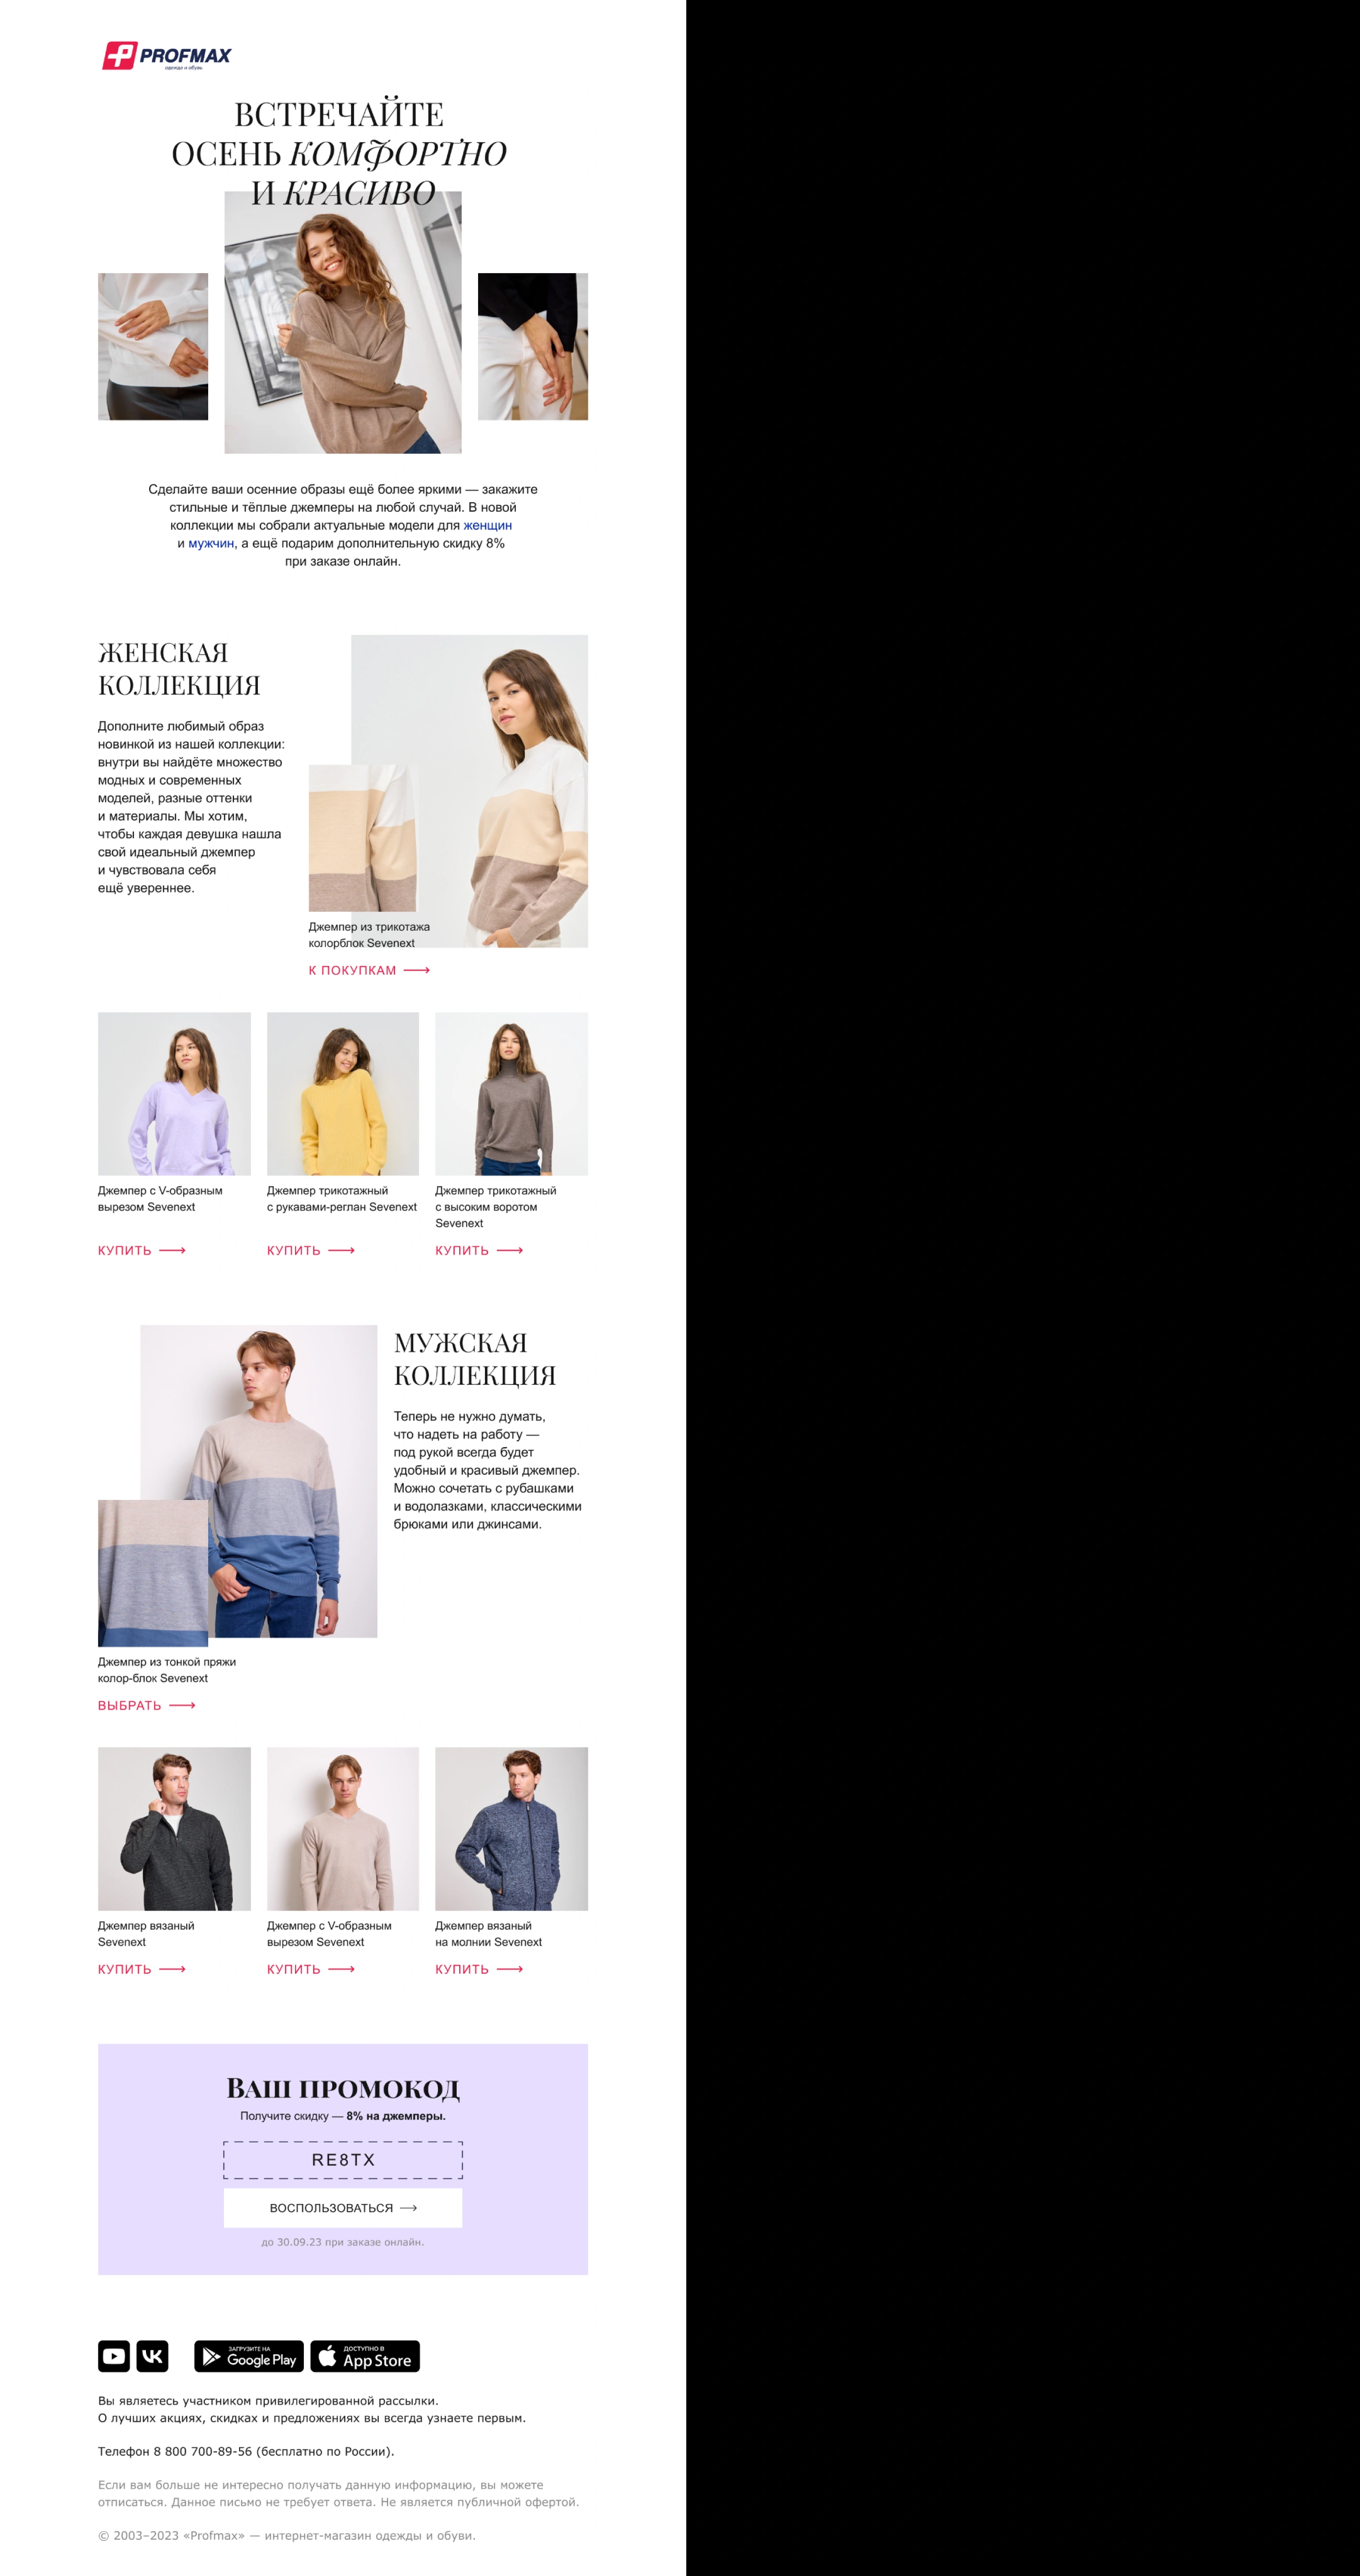 PROFMAX
одежда и обувь
ВСТРЕЧАЙТЕ
ОСЕНЬ КОМФОРТНО
И КРАСИВО
Сделайте ваши осенние образы ещё более яркими — закажите
стильные и тёплые джемперы на любой случай. В новой
коллекции мы собрали актуальные модели для женщин
и мужчин, а ещё подарим дополнительную скидку 8%
при заказе онлайн.
ЖЕНСКАЯ
КОЛЛЕКЦИЯ
Дополните любимый образ
новинкой из нашей коллекции:
внутри вы найдёте множество
модных и современных
моделей, разные оттенки
и материалы. Мы хотим,
чтобы каждая девушка нашла
свой идеальный джемпер
и чувствовала себя
ещё увереннее.
Джемпер из трикотажа
колорблок Sevenext
К ПОКУПКАМ
Джемпер с V-образным
вырезом Sevenext
КУПИТЬ
Джемпер трикотажный
с рукавами-реглан Sevenext
КУПИТЬ
Джемпер трикотажный
с высоким воротом
Sevenext
КУПИТЬ
МУЖСКАЯ
КОЛЛЕКЦИЯ
Теперь не нужно думать,
что надеть на работу —
под рукой всегда будет
удобный и красивый джемпер.
Можно сочетать с рубашками
и водолазками, классическими
брюками или джинсами.
Джемпер из тонкой пряжи
колор-блок Sevenext
ВЫБРАТЬ
Джемпер вязаный
Sevenext
КУПИТЬ
Джемпер с V-образным
вырезом Sevenext
КУПИТЬ
Джемпер вязаный
на молнии Sevenext
КУПИТЬ
Ваш промокод
Получите скидку — 8% на джемперы.
RE8TX
ВОСПОЛЬЗОВАТЬСЯ
до 30.09.23 при заказе онлайн.
ЗАГРУЗИТЕ НА
Google Play
ДОСТУПНО В
App Store
Вы являетесь участником привилегированной рассылки.
О лучших акциях, скидках и предложениях вы всегда узнаете первым.
Телефон 8 800 700-89-56 (бесплатно по России).
Если вам больше не интересно получать данную информацию, вы можете
отписаться. Данное письмо не требует ответа. Не является публичной офертой.
© 2003–2023 «Profmax» — интернет-магазин одежды и обуви.